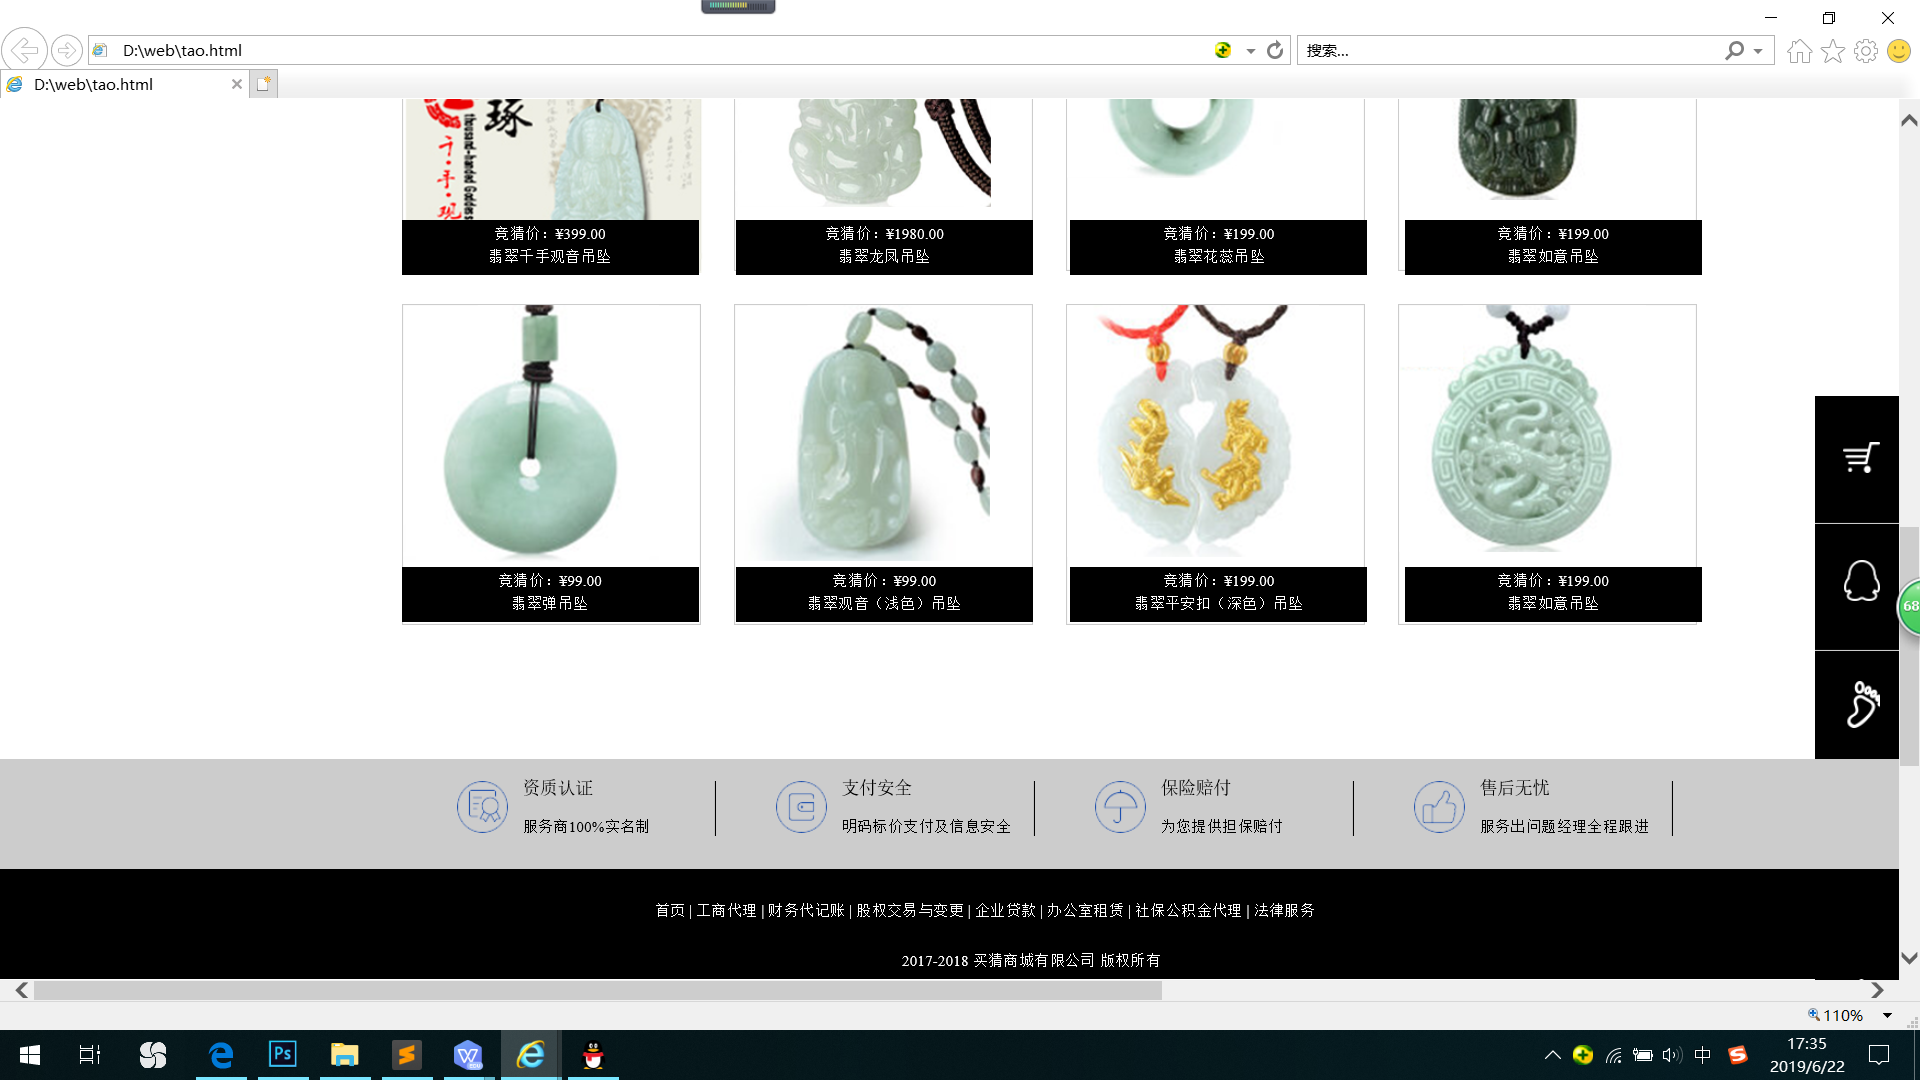 D:\web\tao.html
搜索...
D:\web\tao.html
琢
千·手·观
竞猜价：¥399.00
翡翠千手观音吊坠
竞猜价：¥1980.00
翡翠龙凤吊坠
竞猜价：¥199.00
翡翠花蕊吊坠
竞猜价：¥199.00
翡翠如意吊坠
竞猜价：¥99.00
翡翠弹吊坠
竞猜价：¥99.00
翡翠观音（浅色）吊坠
竞猜价：¥199.00
翡翠平安扣（深色）吊坠
竞猜价：¥199.00
翡翠如意吊坠
68
资质认证
服务商100%实名制
支付安全
明码标价支付及信息安全
保险赔付
为您提供担保赔付
售后无忧
服务出问题经理全程跟进
首页 | 工商代理 | 财务代记账 | 股权交易与变更 | 企业贷款 | 办公室租赁 | 社保公积金代理 | 法律服务
2017-2018 买猜商城有限公司 版权所有
110%
Ps
中
17:35
2019/6/22